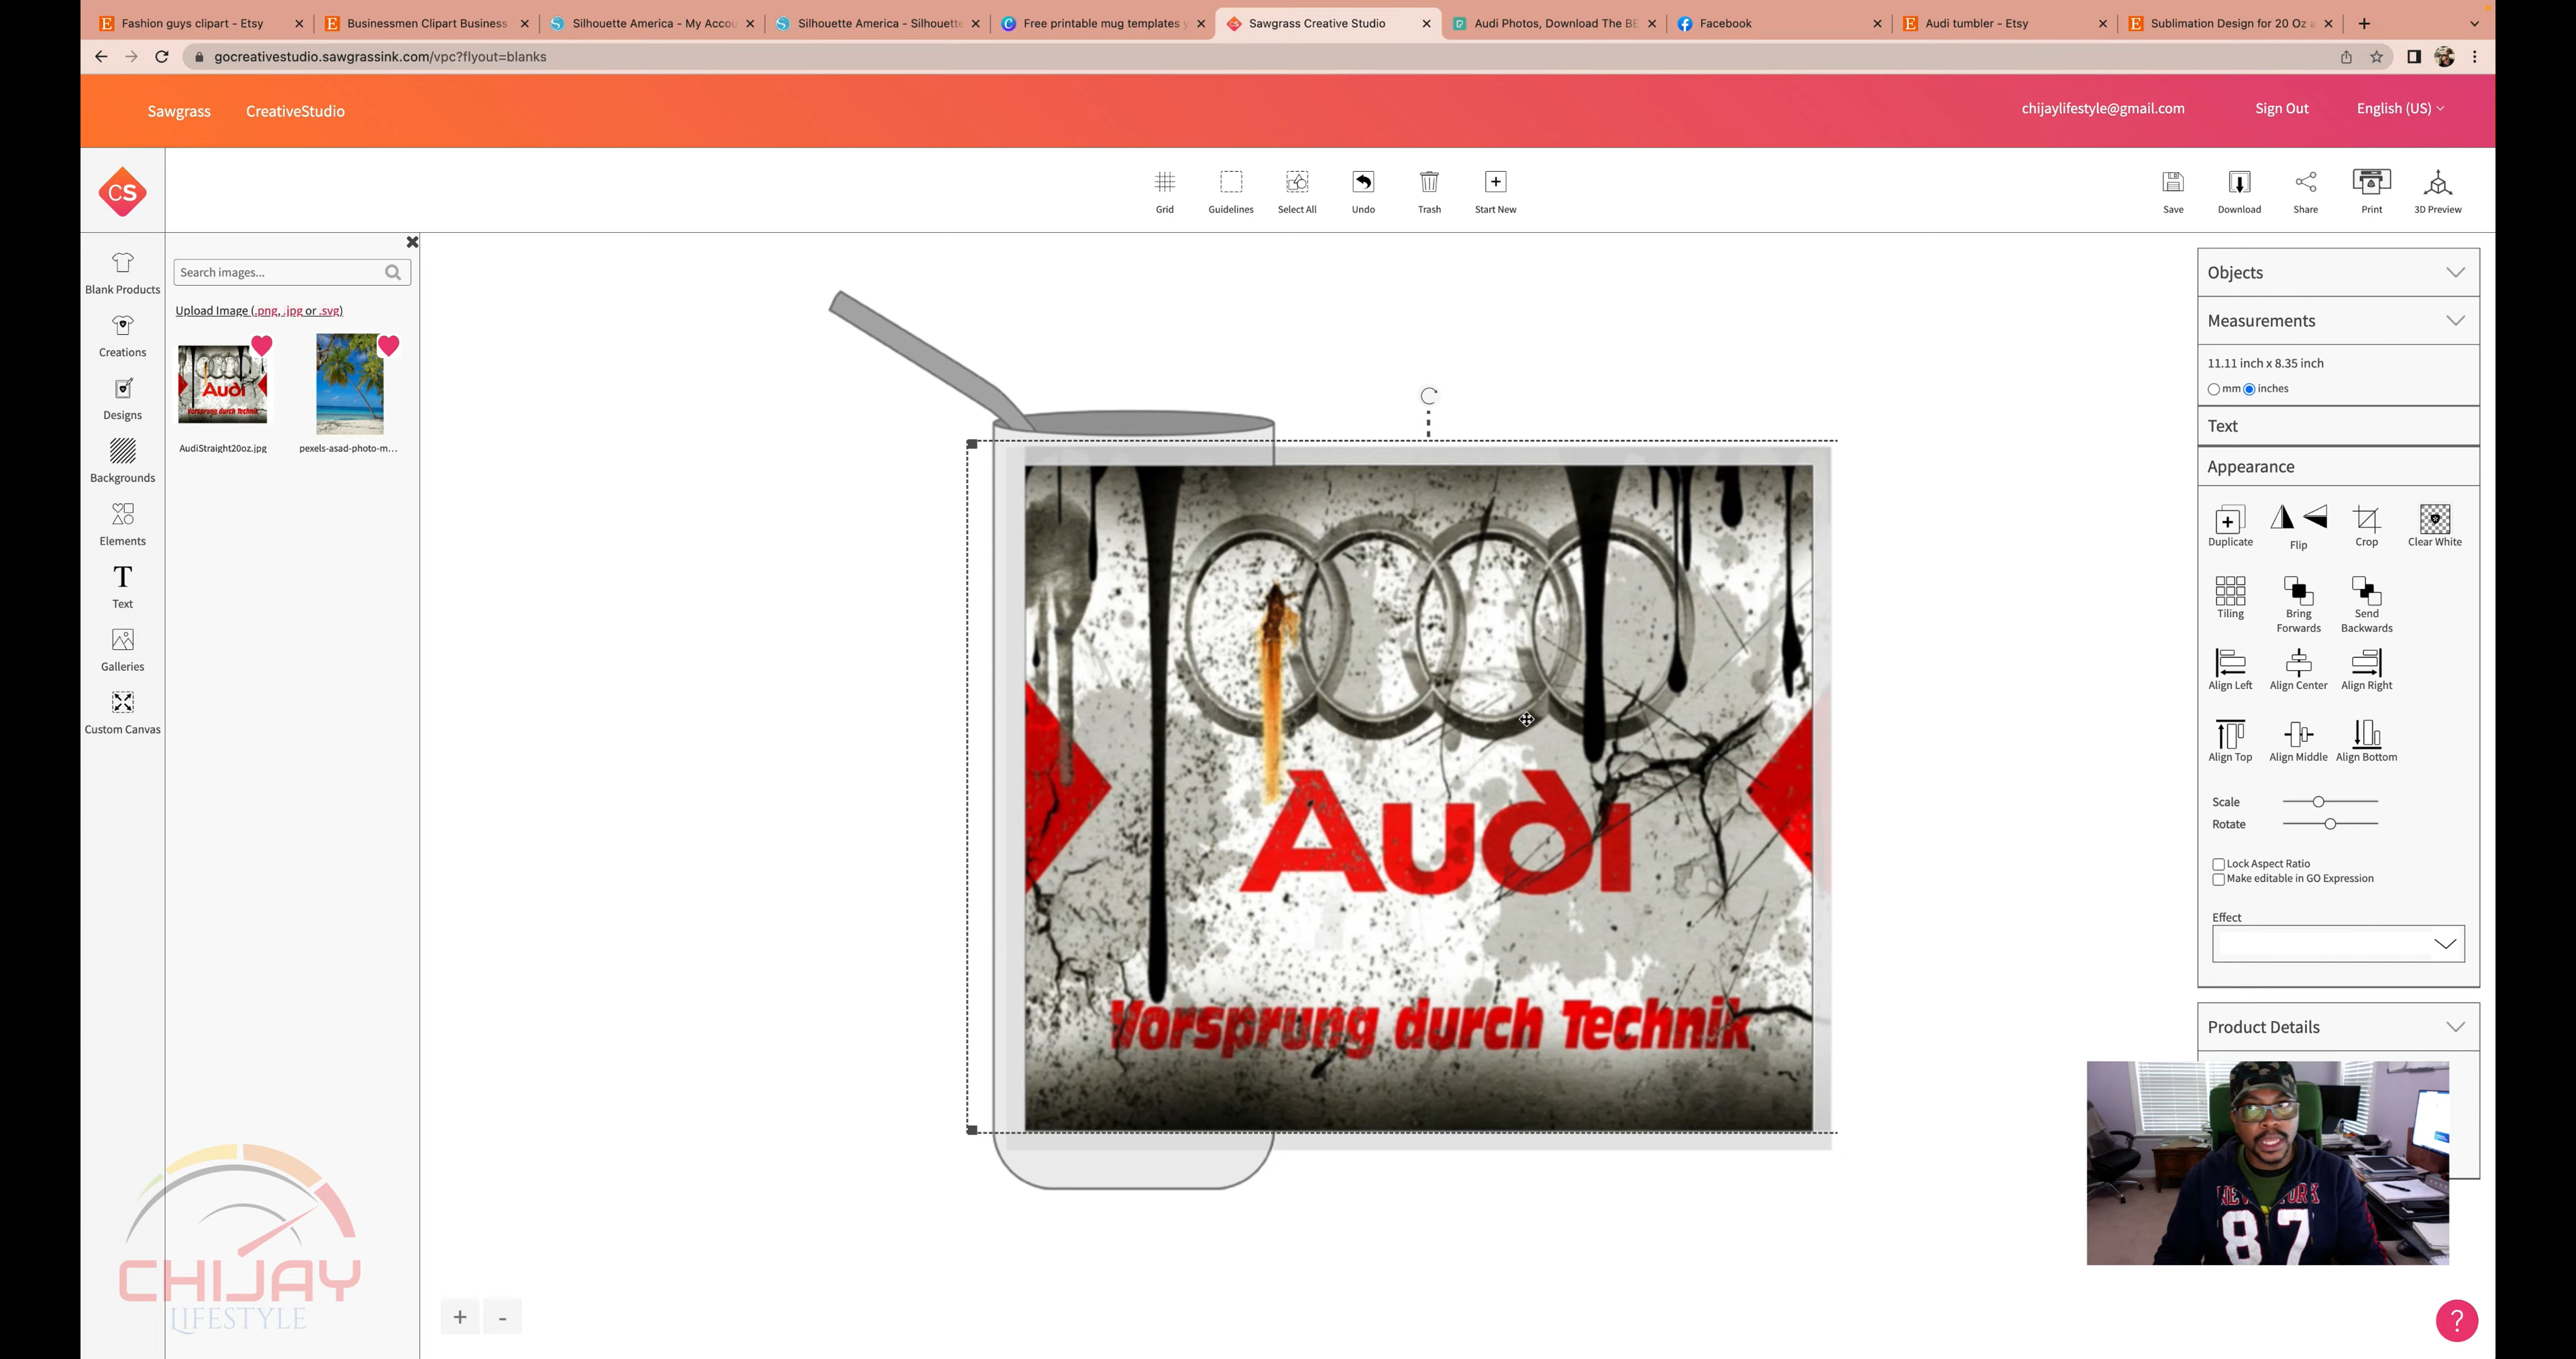 Fashion guys clipart - Etsy
Businessmen Clipart Business
Silhouette America - My Accou
Silhouette America - Silhouette
Free printable mug templates y
Sawgrass Creative Studio
Audi Photos, Download The BE
Facebook
Audi tumbler - Etsy
Sublimation Design for 20 Oz a
gocreativestudio.sawgrassink.com/vpc?flyout=blanks
Sawgrass
CreativeStudio
chijaylifestyle@gmail.com
Sign Out
English (US)
CS
Grid
Guidelines
Select All
Undo
Trash
Start New
Save
Download
Share
Print
3D Preview
Blank Products
Creations
Designs
Backgrounds
Elements
T
Text
Galleries
Custom Canvas
Search images...
Upload Image (.png, .jpg or .svg)
Audi
Vorsprung durch Technik
AudiStraight20oz.jpg
pexels-asad-photo-m...
Audi
Vorsprung durch Technik
Objects
Measurements
11.11 inch x 8.35 inch
mm inches
Text
Appearance
Duplicate
Flip
Crop
Clear White
Tiling
Bring Forwards
Send Backwards
Align Left
Align Center
Align Right
Align Top
Align Middle
Align Bottom
Scale
Rotate
Lock Aspect Ratio
Make editable in GO Expression
Effect
Product Details
NEW YORK
87
CHIJAY
LIFESTYLE
+ -
?